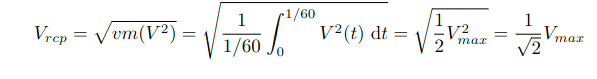 $V_{rcp} = \sqrt{vm(V^2)} = \sqrt{\frac{1}{1/60} \int_0^{1/60} V^2(t)\ \mathrm{d}t} = \sqrt{\frac{1}{2} V_{max}^2} = \frac{1}{\sqrt{2}} V_{max}$